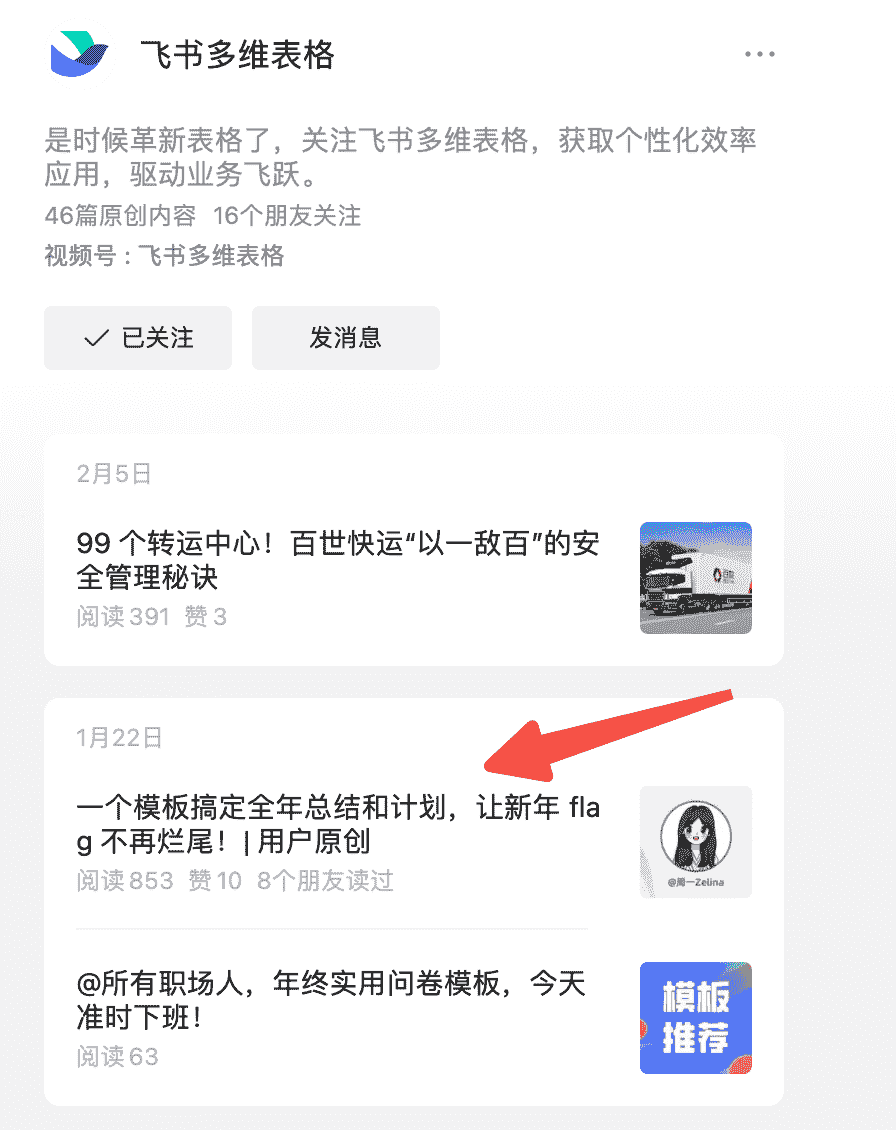 飞书多维表格
是时候革新表格了，关注飞书多维表格，获取个性化效率
应用，驱动业务飞跃。
46篇原创内容 16个朋友关注
视频号：飞书多维表格
已关注
发消息
2月5日
99 个转运中心！百世快运“以一敌百”的安
全管理秘诀
阅读 391 赞 3
1月22日
一个模板搞定全年总结和计划，让新年 fla
g 不再烂尾！| 用户原创
阅读 853 赞 10 8个朋友读过
@周一Zelina
@所有职场人，年终实用问卷模板，今天
准时下班！
阅读 63
模板
推荐